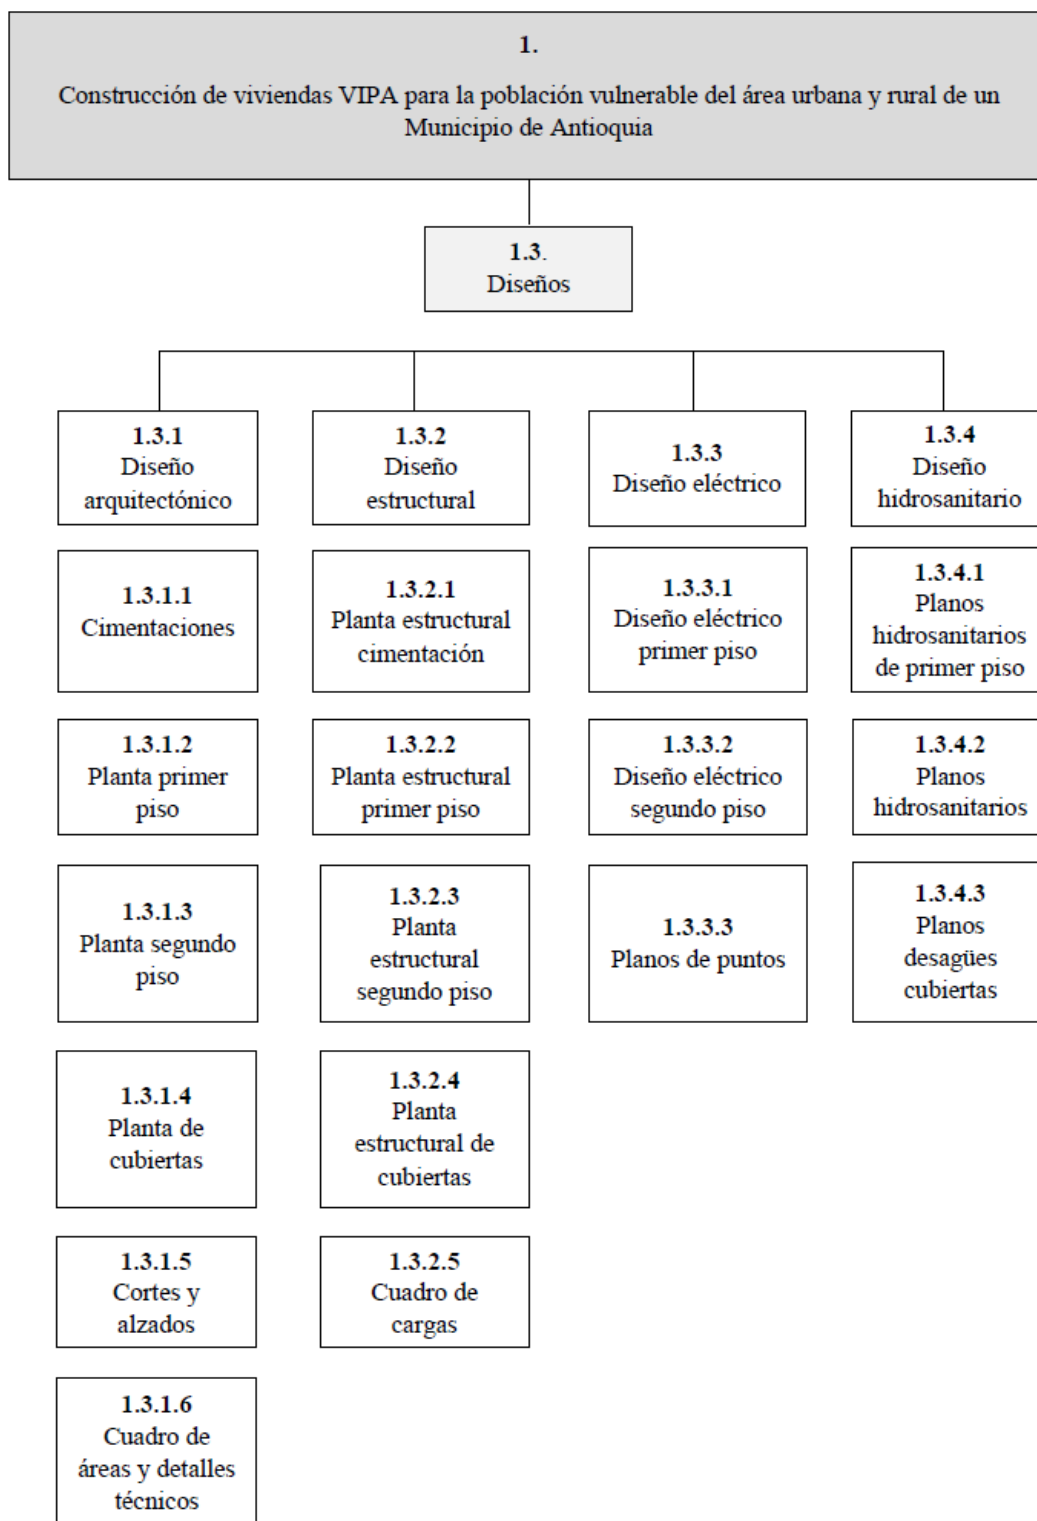 1.
Construcción de viviendas VIPA para la población vulnerable del área urbana y rural de un
Municipio de Antioquia
1.3.
Diseños
1.3.1
Diseño
arquitectónico
1.3.2
Diseño
estructural
1.3.3
Diseño eléctrico
1.3.4
Diseño
hidrosanitario
1.3.1.1
Cimentaciones
1.3.2.1
Planta estructural
cimentación
1.3.3.1
Diseño eléctrico
primer piso
1.3.4.1
Planos
hidrosanitarios
de primer piso
1.3.1.2
Planta primer
piso
1.3.2.2
Planta estructural
primer piso
1.3.3.2
Diseño eléctrico
segundo piso
1.3.4.2
Planos
hidrosanitarios
1.3.1.3
Planta segundo
piso
1.3.2.3
Planta
estructural
segundo piso
1.3.3.3
Planos de puntos
1.3.4.3
Planos
desagües
cubiertas
1.3.1.4
Planta de
cubiertas
1.3.2.4
Planta
estructural de
cubiertas
1.3.1.5
Cortes y
alzados
1.3.2.5
Cuadro de
cargas
1.3.1.6
Cuadro de
áreas y detalles
técnicos